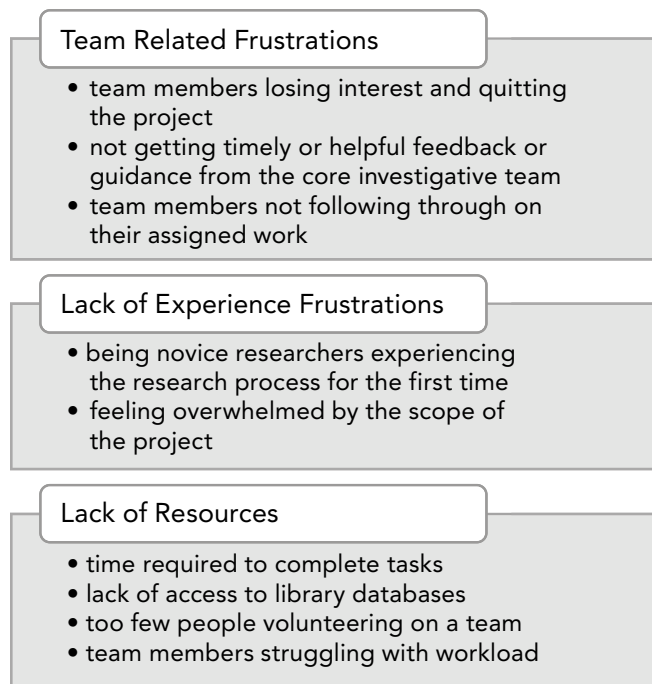 Team Related Frustrations
• team members losing interest and quitting
the project
• not getting timely or helpful feedback or
guidance from the core investigative team
• team members not following through on
their assigned work
Lack of Experience Frustrations
• being novice researchers experiencing
the research process for the first time
• feeling overwhelmed by the scope of
the project
Lack of Resources
• time required to complete tasks
• lack of access to library databases
• too few people volunteering on a team
• team members struggling with workload